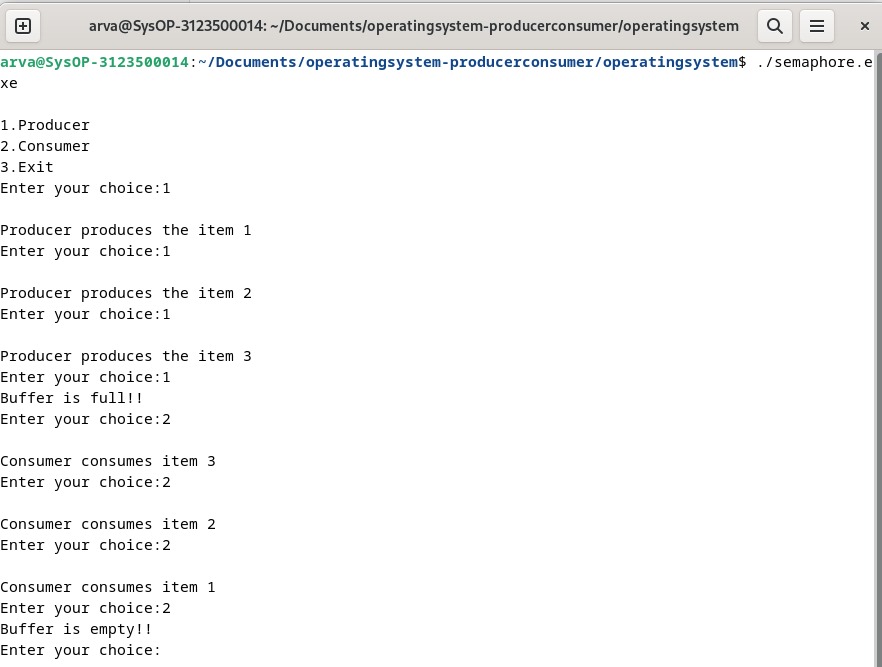 arva@SysOP-3123500014: ~/Documents/operatingsystem-producerconsumer/operatingsystem
arva@SysOP-3123500014:~/Documents/operatingsystem-producerconsumer/operatingsystem$ ./semaphore.e
xe
1.Producer
2.Consumer
3.Exit
Enter your choice:1
Producer produces the item 1
Enter your choice:1
Producer produces the item 2
Enter your choice:1
Producer produces the item 3
Enter your choice:1
Buffer is full!!
Enter your choice:2
Consumer consumes item 3
Enter your choice:2
Consumer consumes item 2
Enter your choice:2
Consumer consumes item 1
Enter your choice:2
Buffer is empty!!
Enter your choice: